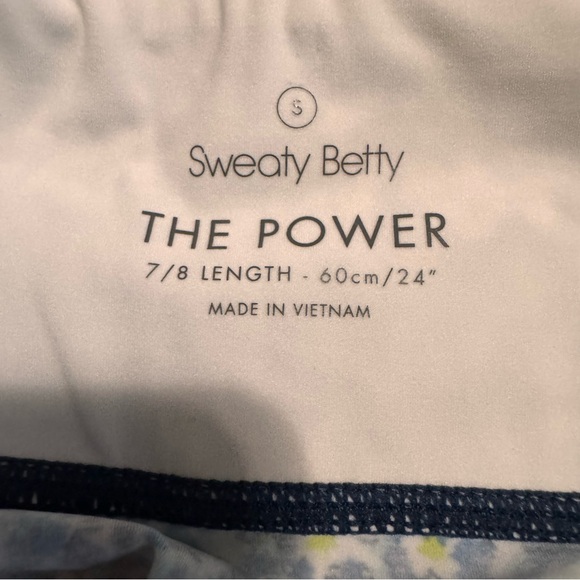 S
Sweaty Betty
THE POWER
7/8 LENGTH - 60cm/24"
MADE IN VIETNAM